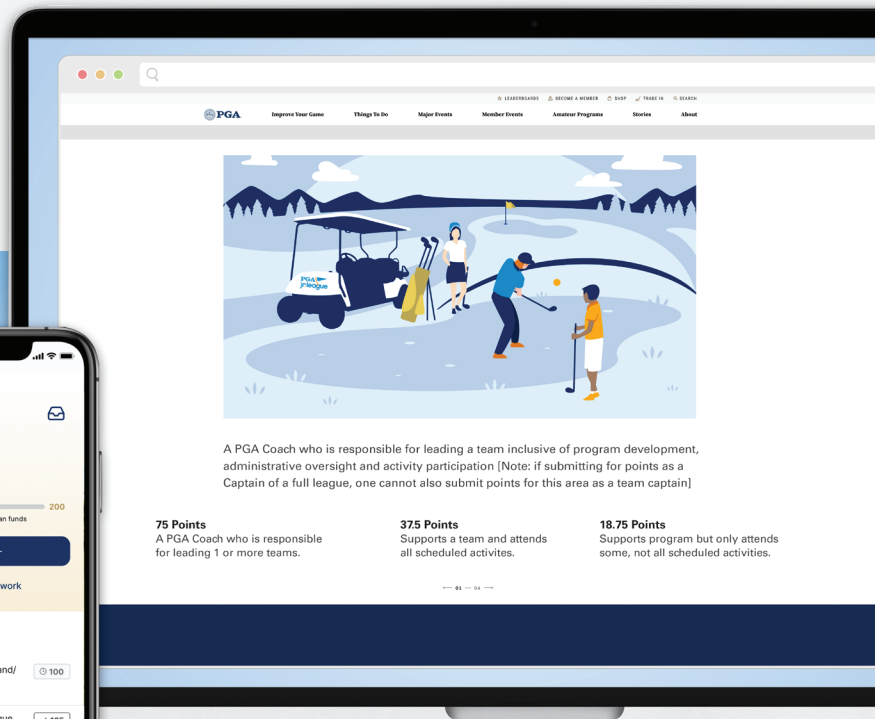 LEADERBOARDS BECOME A MEMBER SHOP TRADE IN SEARCH
PGA Improve Your Game Things To Do Major Events Member Events Amateur Programs Stories About
PGA
jr. league
A PGA Coach who is responsible for leading a team inclusive of program development,
administrative oversight and activity participation [Note: if submitting for points as a
Captain of a full league, one cannot also submit points for this area as a team captain]
75 Points
A PGA Coach who is responsible
for leading 1 or more teams.
37.5 Points
Supports a team and attends
all scheduled activites.
18.75 Points
Supports program but only attends
some, not all scheduled activities.
01 — 04
200
an funds
work
and/
100